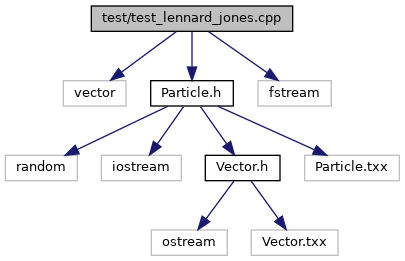 test/test_lennard_jones.cpp
vector
Particle.h
fstream
random
iostream
Vector.h
Particle.txx
ostream
Vector.txx